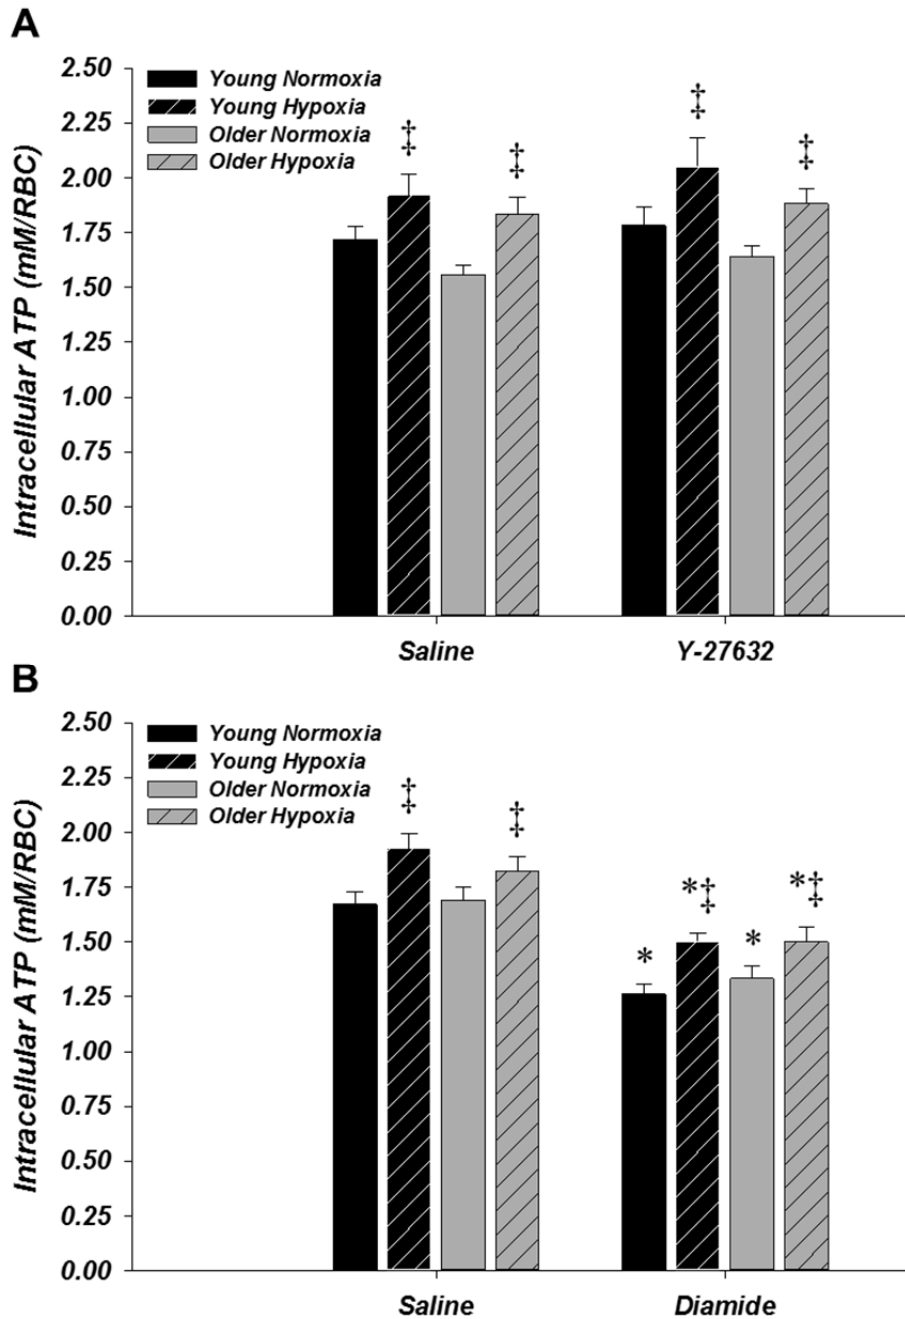 A
2.50
2.25
2.00
1.75
1.50
1.25
1.00
0.75
0.50
0.25
0.00
Intracellular ATP (mM/RBC)
Young Normoxia
Young Hypoxia
Older Normoxia
Older Hypoxia
‡ ‡ ‡ ‡
Saline Y-27632
B
2.50
2.25
2.00
1.75
1.50
1.25
1.00
0.75
0.50
0.25
0.00
Intracellular ATP (mM/RBC)
Young Normoxia
Young Hypoxia
Older Normoxia
Older Hypoxia
‡ ‡ * *‡ * *‡
Saline Diamide